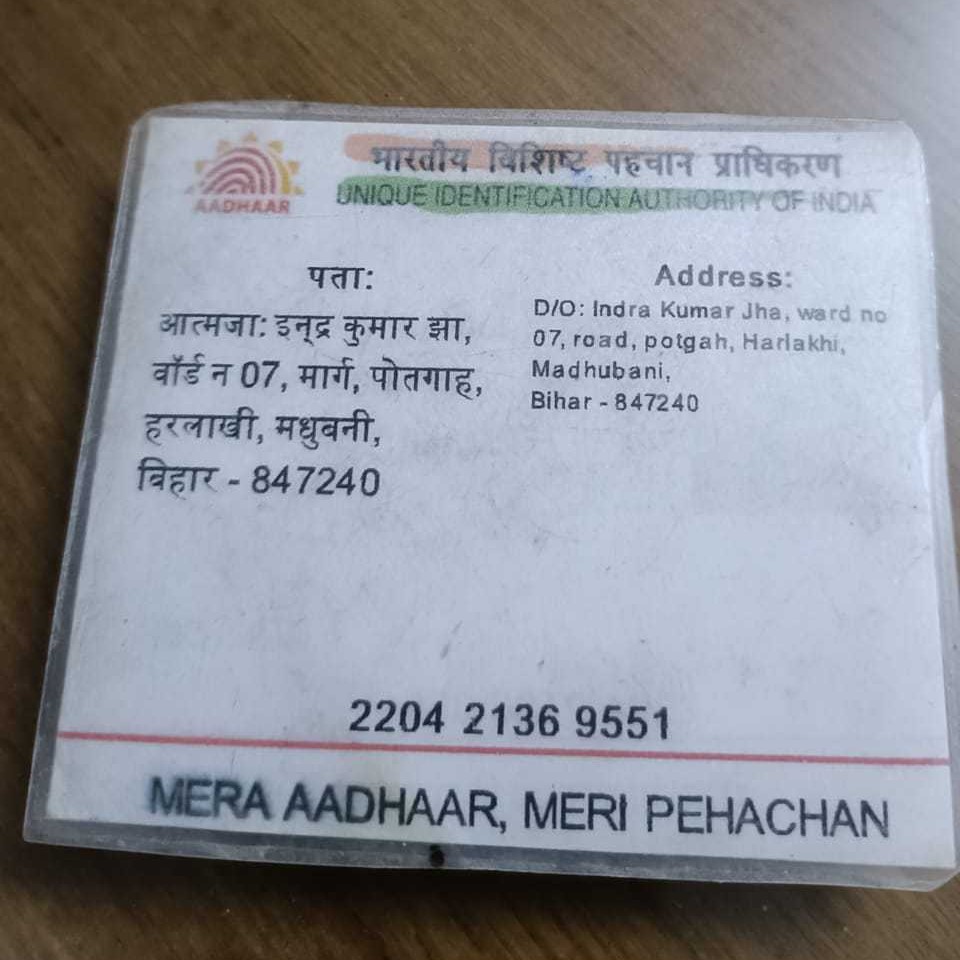 AADHAAR
भारतीय विशिष्ट पहचान प्राधिकरण
UNIQUE IDENTIFICATION AUTHORITY OF INDIA
पता:
आत्मजा: इन्द्र कुमार झा,
वॉर्ड न 07, मार्ग, पोतगाह,
हरलाखी, मधुबनी,
बिहार - 847240
Address:
D/O: Indra Kumar Jha, ward no
07, road, potgah, Harlakhi,
Madhubani,
Bihar - 847240
2204 2136 9551
MERA AADHAAR, MERI PEHACHAN